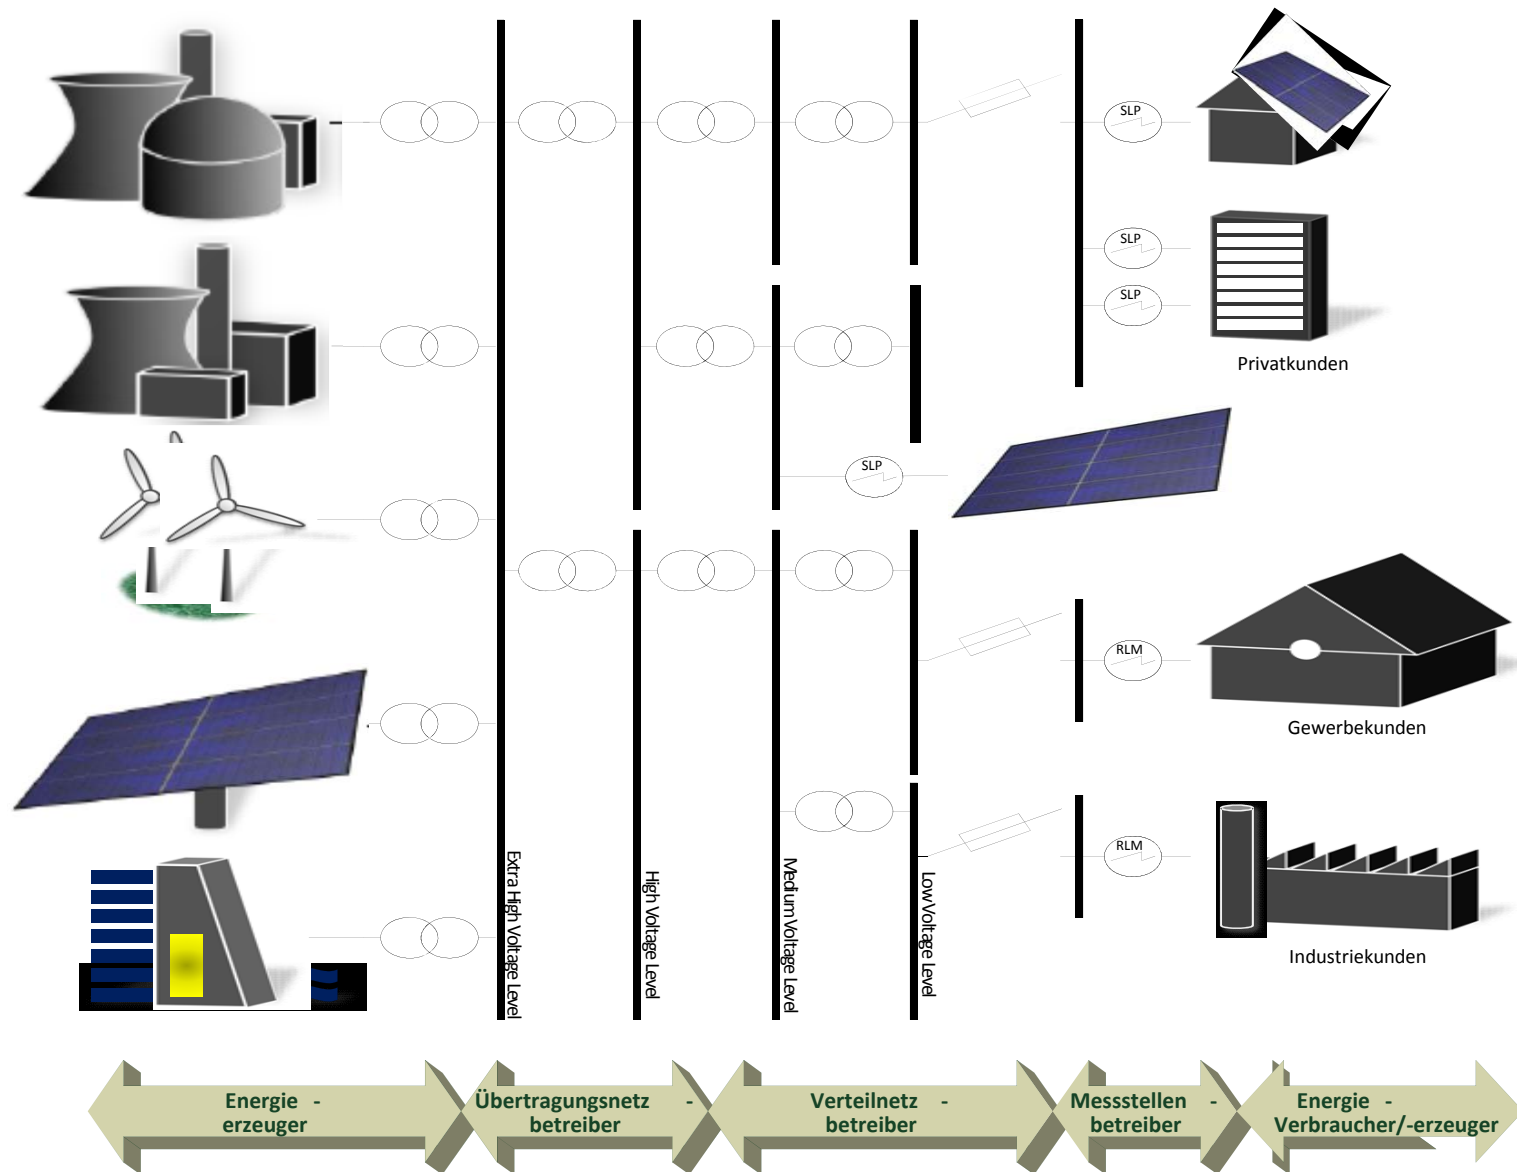 SLP
SLP
SLP
Privatkunden
SLP
RLM
Gewerbekunden
RLM
Industriekunden
Extra High Voltage Level
High Voltage Level
Medium Voltage Level
Low Voltage Level
Energie -
erzeuger
Übertragungsnetz -
betreiber
Verteilnetz -
betreiber
Messstellen -
betreiber
Energie -
Verbraucher/-erzeuger